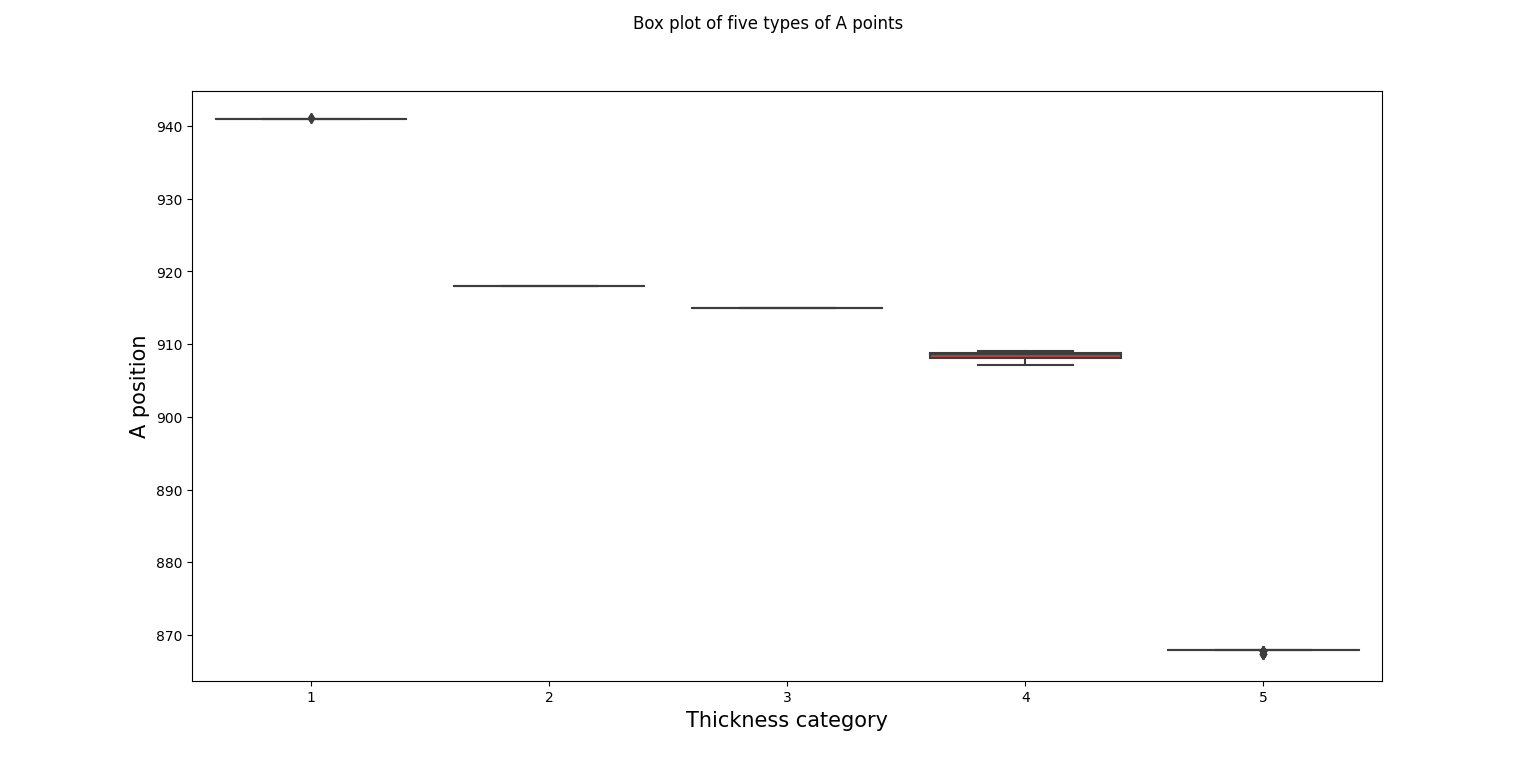 Box plot of five types of A points
940
930
920
910
900
890
880
870
A position
1 2 3 4 5
Thickness category